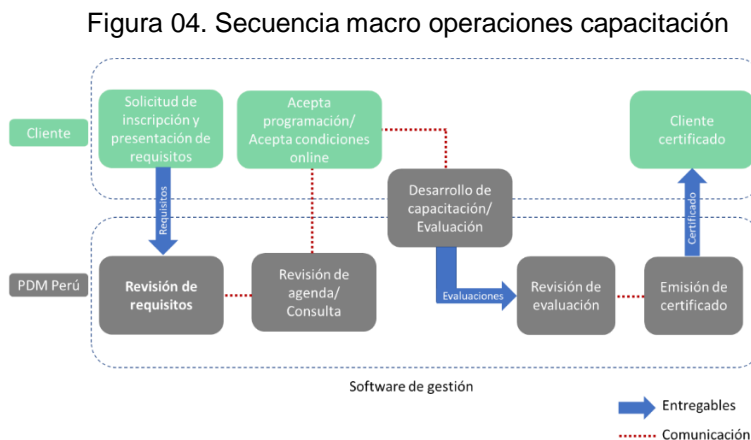 Figura 04. Secuencia macro operaciones capacitación
Solicitud de
inscripción y
presentación de
requisitos
Acepta
programación/
Acepta condiciones
online
Cliente
certificado
Cliente
Requisitos
Desarrollo de
capacitación/
Evaluación
Certificado
PDM Perú
Revisión de
requisitos
Revisión de
agenda/
Consulta
Evaluaciones
Revisión de
evaluación
Emisión de
certificado
Software de gestión
Entregables
Comunicación